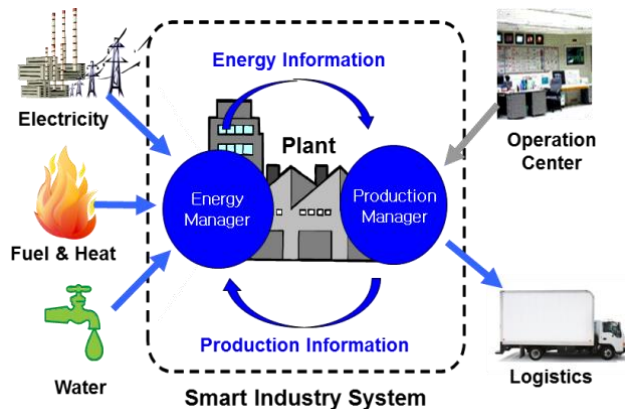 Energy Information
Electricity
Plant
Operation
Center
Energy
Manager
Production
Manager
Fuel & Heat
Production Information
Water
Logistics
Smart Industry System